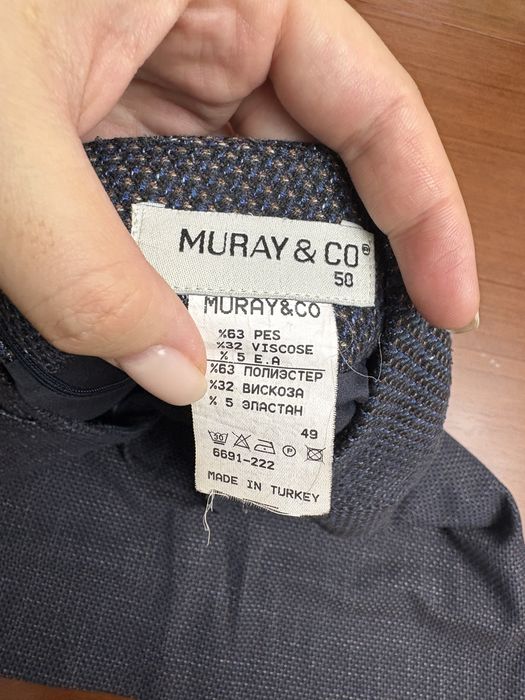 MURAY & CO®
50
MURAY&CO
%63 PES
%32 VISCOSE
% 5 E.A
%63 ПОЛИЭСТЕР
%32 ВИСКОЗА
% 5 ЭЛАСТАН
49
30 P
6691-222
MADE IN TURKEY